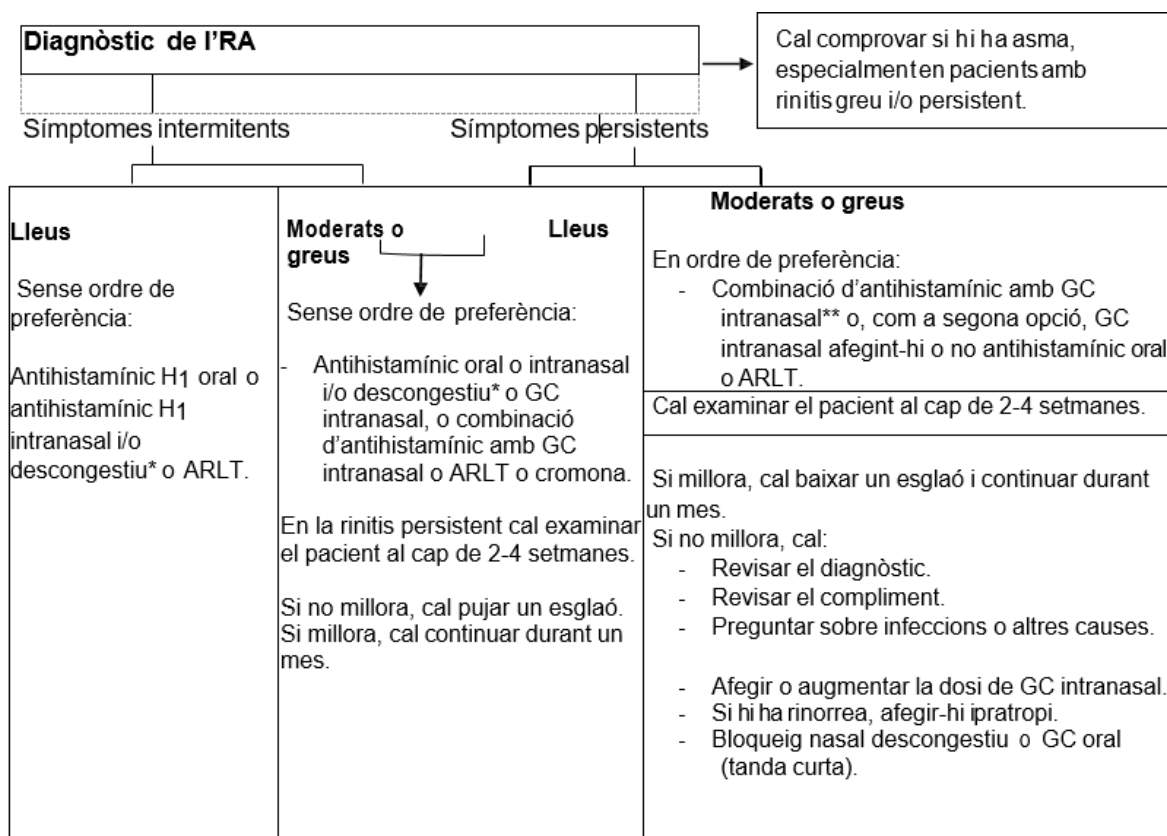 Diagnòstic de l’RA
Cal comprovar si hi ha asma,
especialment en pacients amb
rinitis greu i/o persistent.
Símptomes intermitents
Símptomes persistents
Lleus
Sense ordre de
preferència:
Antihistamínic H1 oral o
antihistamínic H1
intranasal i/o
descongestiu* o ARLT.
Moderats o
greus
Lleus
Sense ordre de preferència:
- Antihistamínic oral o intranasal
i/o descongestiu* o GC
intranasal, o combinació
d’antihistamínic amb GC
intranasal o ARLT o cromona.
En la rinitis persistent cal examinar
el pacient al cap de 2-4 setmanes.
Si no millora, cal pujar un esglaó.
Si millora, cal continuar durant un
mes.
Moderats o greus
En ordre de preferència:
- Combinació d’antihistamínic amb GC
intranasal** o, com a segona opció, GC
intranasal afegint-hi o no antihistamínic oral
o ARLT.
Cal examinar el pacient al cap de 2-4 setmanes.
Si millora, cal baixar un esglaó i continuar durant
un mes.
Si no millora, cal:
- Revisar el diagnòstic.
- Revisar el compliment.
- Preguntar sobre infeccions o altres causes.
- Afegir o augmentar la dosi de GC intranasal.
- Si hi ha rinorrea, afegir-hi ipratropi.
- Bloqueig nasal descongestiu o GC oral
(tanda curta).